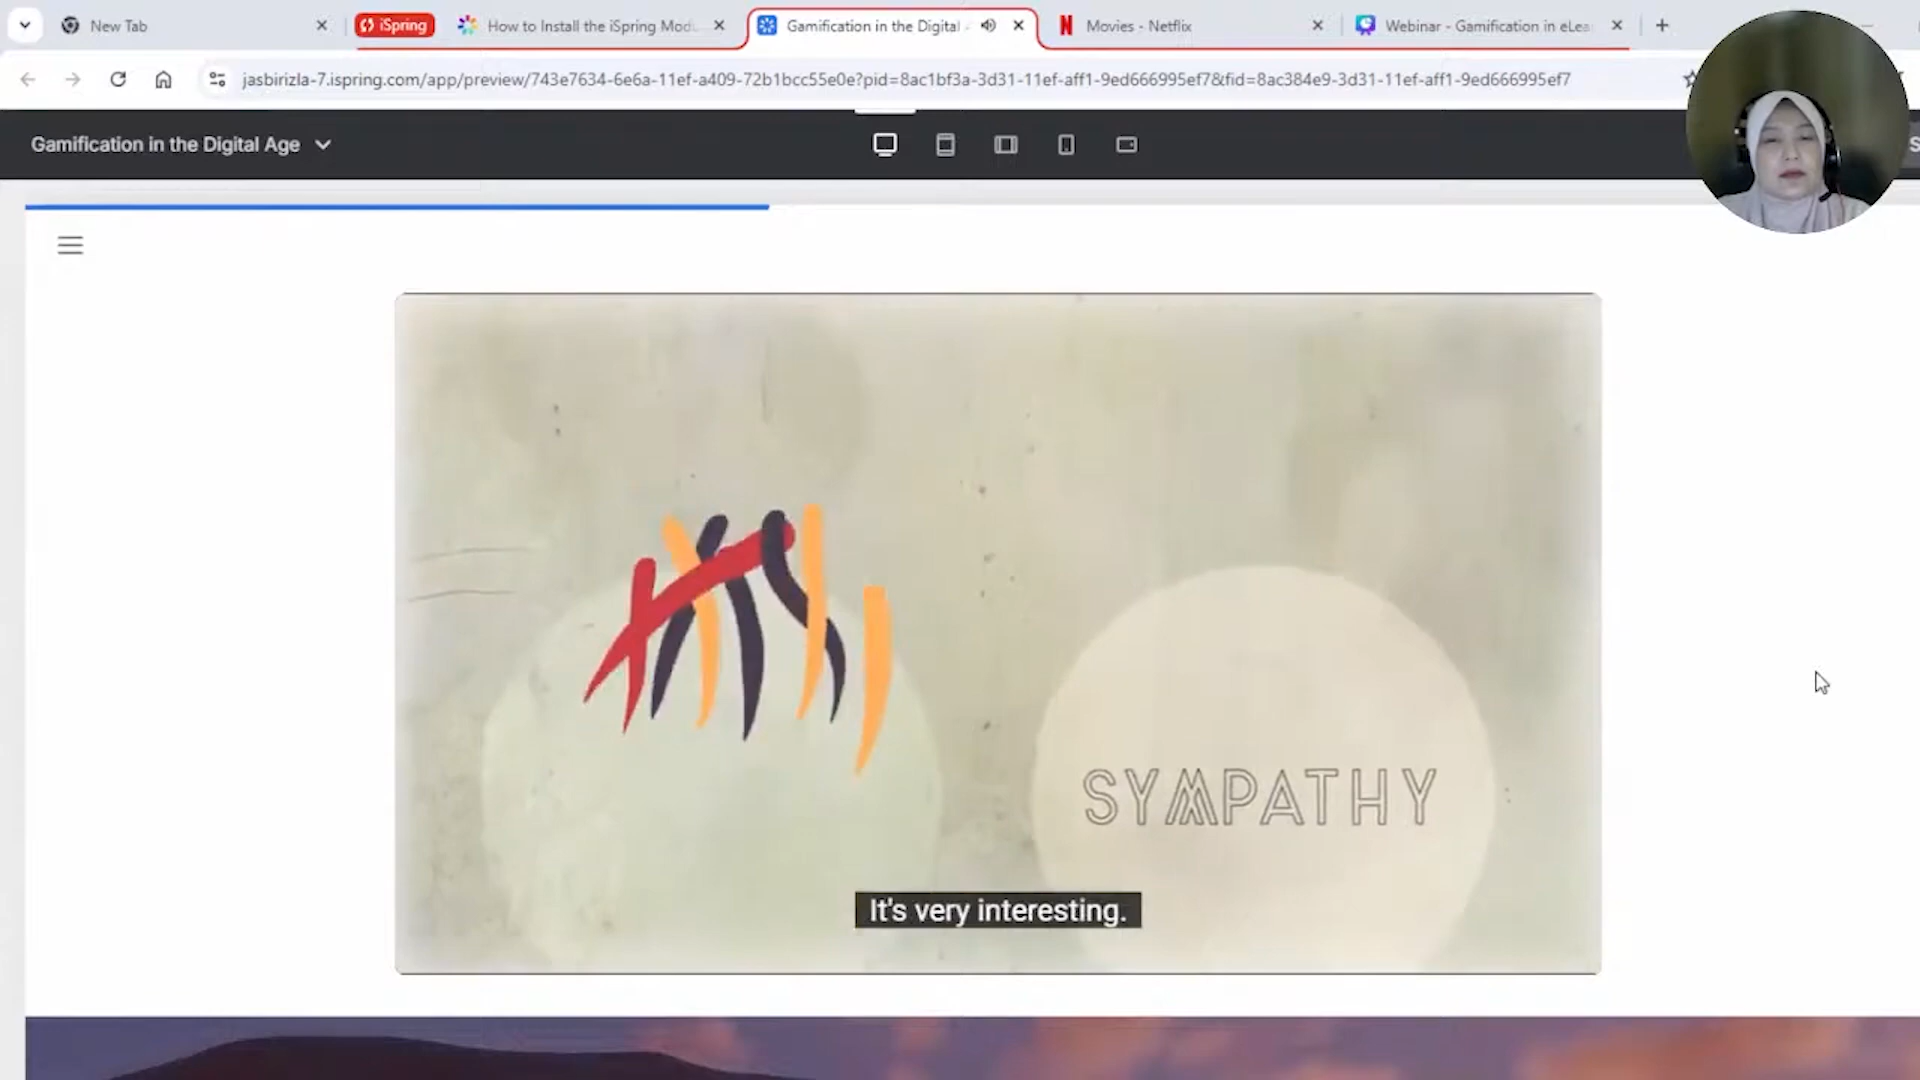 New Tab
iSpring
How to Install the iSpring Mod
Gamification in the Digital
Movies - Netflix
Webinar - Gamification in eLea
jasbirizla-7.ispring.com/app/preview/743e7634-6e6a-11ef-a409-72b1bcc55e0e?pid=8ac1bf3a-3d31-11ef-aff1-9ed666995ef7&fid=8ac384e9-3d31-11ef-aff1-9ed666995ef7
Gamification in the Digital Age
SYMPATHY
It's very interesting.